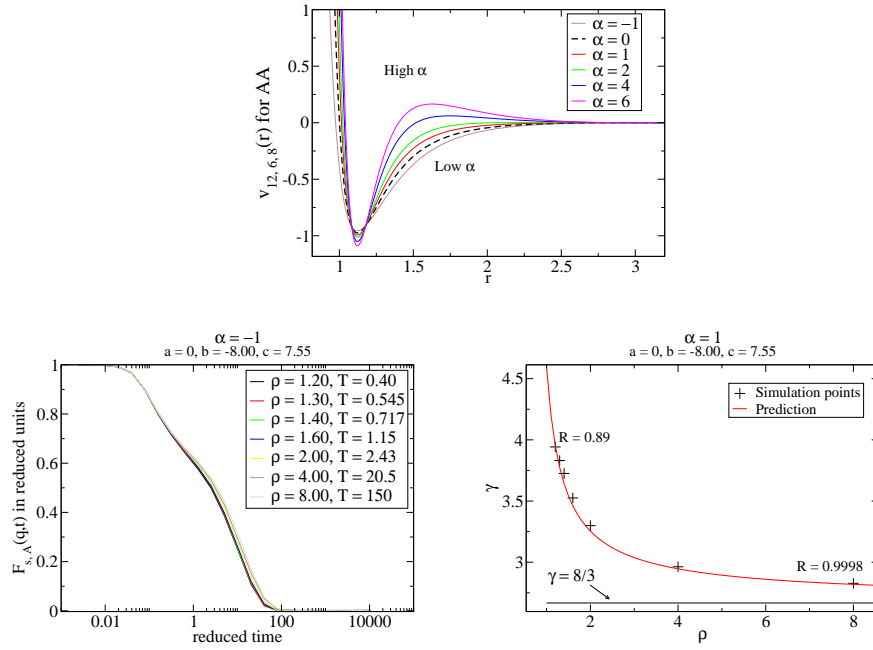 1
0.5
0
-0.5
-1
v12, 6, 8(r) for AA
1
1.5
2
2.5
3
r
High α
Low α
α = −1
α = 0
α = 1
α = 2
α = 4
α = 6
α = −1
a = 0, b = -8.00, c = 7.55
1
0.8
0.6
0.4
0.2
0
F s, A (q,t) in reduced units
0.01
1
100
10000
reduced time
ρ = 1.20, T = 0.40
ρ = 1.30, T = 0.545
ρ = 1.40, T = 0.717
ρ = 1.60, T = 1.15
ρ = 2.00, T = 2.43
ρ = 4.00, T = 20.5
ρ = 8.00, T = 150
α = 1
a = 0, b = -8.00, c = 7.55
4.5
4
3.5
3
γ
2
4
6
8
ρ
Simulation points
Prediction
R = 0.89
R = 0.9998
γ = 8/3